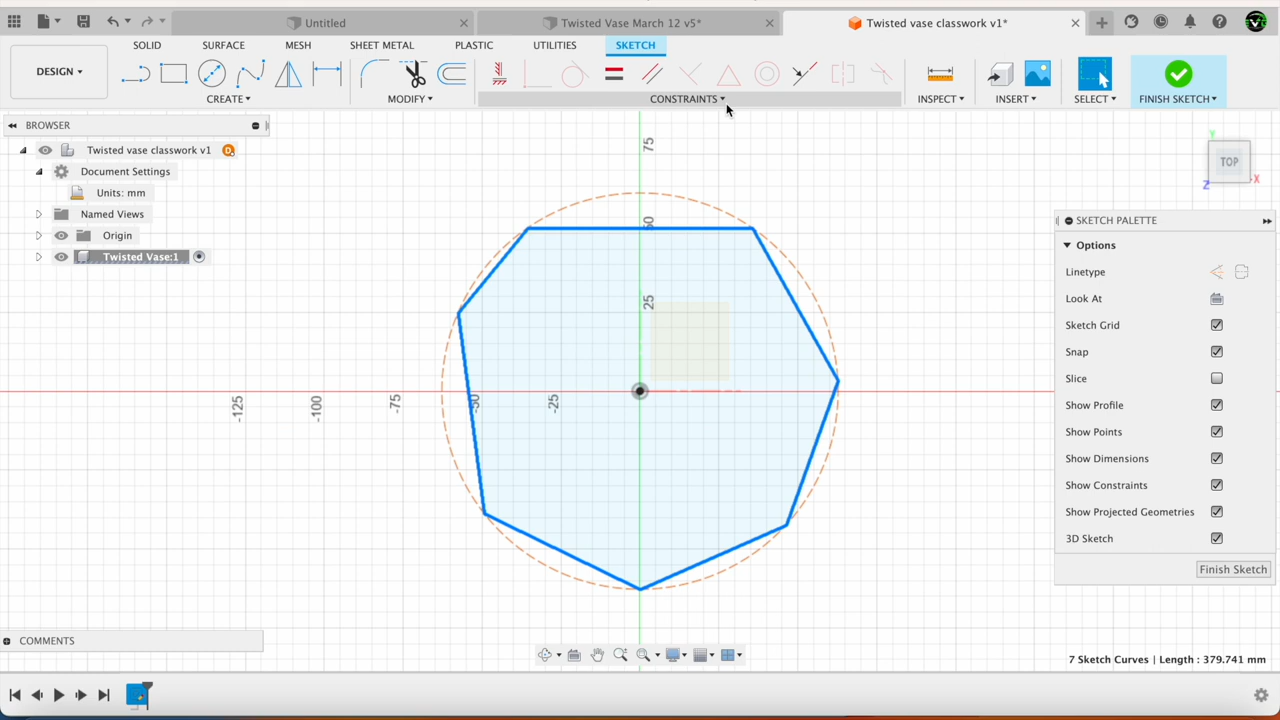 Untitled
Twisted Vase March 12 v5*
Twisted vase classwork v1*
SOLID SURFACE MESH SHEET METAL PLASTIC UTILITIES SKETCH
DESIGN
CREATE MODIFY CONSTRAINTS INSPECT INSERT SELECT FINISH SKETCH
BROWSER
Twisted vase classwork v1
Document Settings
Units: mm
Named Views
Origin
Twisted Vase:1
75
50
25
-125
-100
-75
-50
-25
TOP
Y
X
Z
SKETCH PALETTE
Options
Linetype
Look At
Sketch Grid
Snap
Slice
Show Profile
Show Points
Show Dimensions
Show Constraints
Show Projected Geometries
3D Sketch
Finish Sketch
COMMENTS
7 Sketch Curves | Length : 379.741 mm